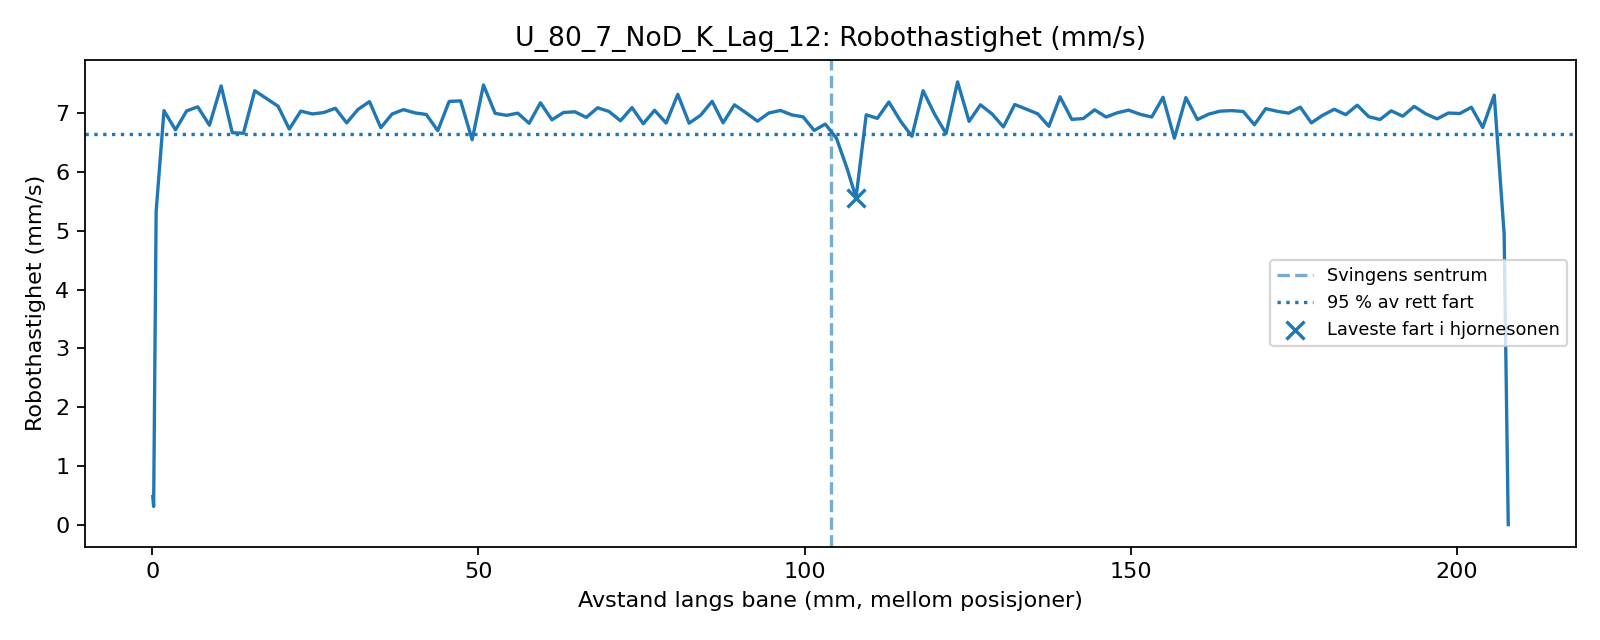 U_80_7_NoD_K_Lag_12: Robothastighet (mm/s)
Robothastighet (mm/s)
7
6
5
4
3
2
1
0
Svingens sentrum
95 % av rett fart
Laveste fart i hjornesonen
0 50 100 150 200
Avstand langs bane (mm, mellom posisjoner)